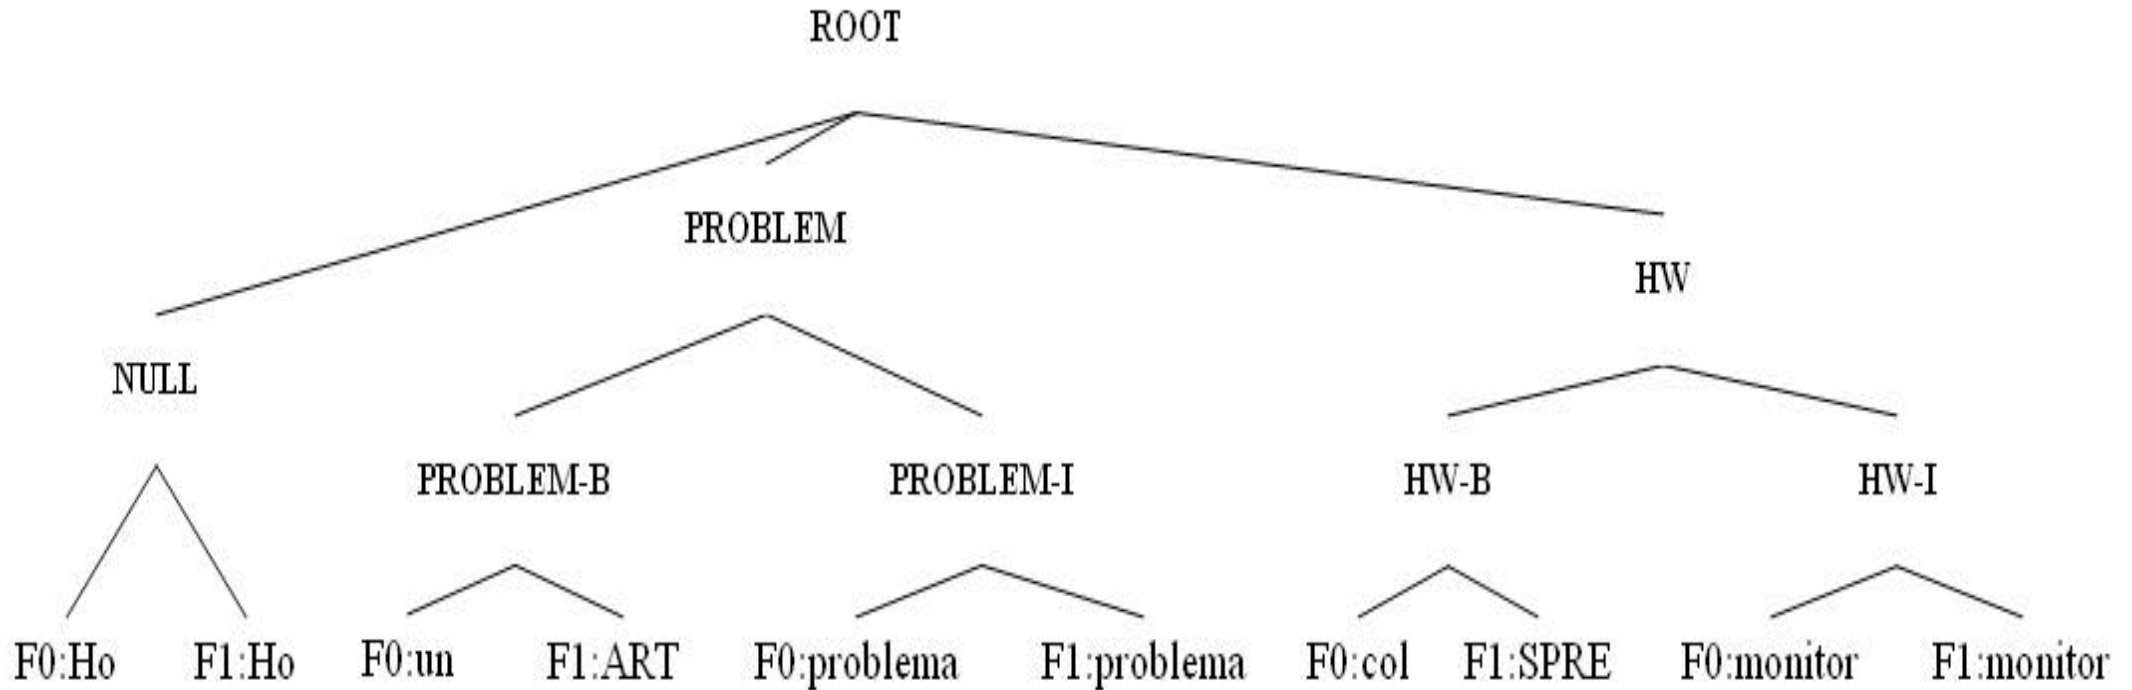 ROOT
PROBLEM
HW
NULL
PROBLEM-B PROBLEM-I HW-B HW-I
F0:Ho F1:Ho F0:un F1:ART F0:problema F1:problema F0:col F1:SPRE F0:monitor F1:monitor